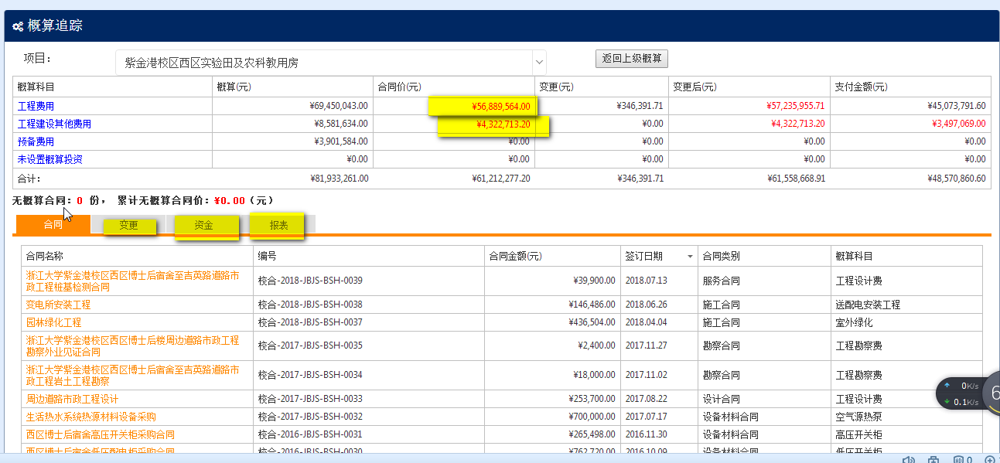 概算追踪
项目： 紫金港校区西区实验田及农科教用房 返回上级概算
概算科目 概算(元) 合同价(元) 变更(元) 变更后(元) 支付金额(元)
工程费用 ¥69,450,043.00 ¥56,889,564.00 ¥346,391.71 ¥57,235,955.71 ¥45,073,791.60
工程建设其他费用 ¥8,581,634.00 ¥4,322,713.20 ¥0.00 ¥4,322,713.20 ¥3,497,069.00
预备费用 ¥3,901,584.00 ¥0.00 ¥0.00 ¥0.00 ¥0.00
未设置概算投资 ¥0.00 ¥0.00 ¥0.00 ¥0.00 ¥0.00
合计： ¥81,933,261.00 ¥61,212,277.20 ¥346,391.71 ¥61,558,668.91 ¥48,570,860.60
无概算合同：0 份， 累计无概算合同价：¥0.00（元）
合同 变更 资金 报表
合同名称 编号 合同金额(元) 签订日期 合同类别 概算科目
浙江大学紫金港校区西区博士后宿舍至吉英路道路市
政工程桩基检测合同 校合-2018-JBJS-BSH-0039 ¥39,900.00 2018.07.13 服务合同 工程设计费
变电所安装工程 校合-2018-JBJS-BSH-0038 ¥146,486.00 2018.06.26 施工合同 送配电安装工程
园林绿化工程 校合-2018-JBJS-BSH-0037 ¥436,504.00 2018.04.04 施工合同 室外绿化
浙江大学紫金港校区西区博士后楼周边道路市政工程
勘察外业见证合同 校合-2017-JBJS-BSH-0035 ¥2,400.00 2017.11.27 勘察合同 工程勘察费
浙江大学紫金港校区西区博士后宿舍至吉英路道路市
政工程岩土工程勘察 校合-2017-JBJS-BSH-0034 ¥18,000.00 2017.11.02 勘察合同 工程勘察费
周边道路市政工程设计 校合-2017-JBJS-BSH-0033 ¥253,700.00 2017.08.22 设计合同 工程设计费
生活热水系统热源材料设备采购 校合-2017-JBJS-BSH-0032 ¥700,000.00 2017.07.17 设备材料合同 空气源热泵
西区博士后宿舍高压开关柜采购合同 校合-2016-JBJS-BSH-0031 ¥265,498.00 2016.11.30 设备材料合同 高压开关柜
西区博士后宿舍低压配电柜采购合同 校合-2016-JBJS-BSH-0030 ¥762,720.00 2016.10.09 设备材料合同 低压开关柜
0K/s
0.1K/s
6
0